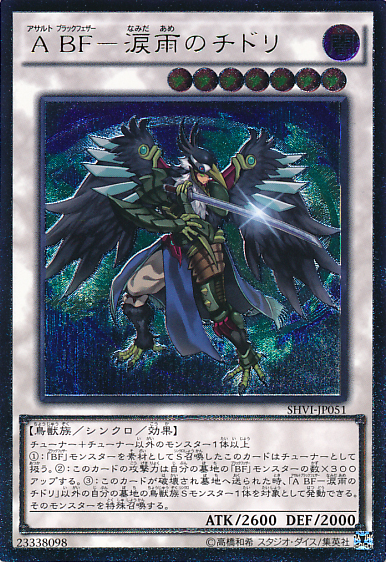 アサルト ブラックフェザー なみだ あめ
ABF－涙雨のチドリ
闇
SHVI-JP051
【鳥獣族／シンクロ／効果】
チューナー＋チューナー以外のモンスター1体以上
①：「BF」モンスターを素材としてS召喚したこのカードはチューナーとして
扱う。②：このカードの攻撃力は自分の墓地の「BF」モンスターの数×300
アップする。③：このカードが破壊され墓地へ送られた時、「ABF－涙雨の
チドリ」以外の自分の墓地の鳥獣族Sモンスター1体を対象として発動できる。
そのモンスターを特殊召喚する。
ATK/2600 DEF/2000
23338098
©高橋和希 スタジオ・ダイス/集英社